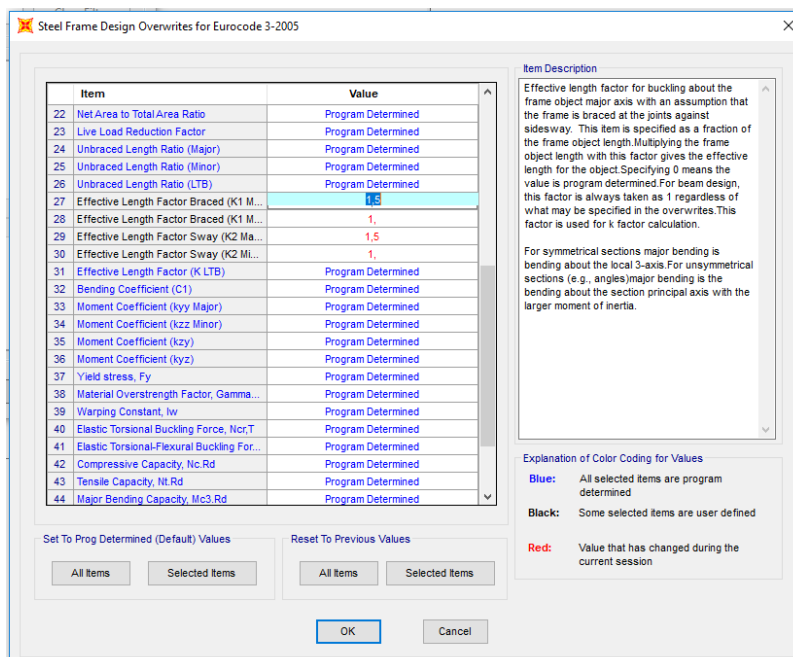 Steel Frame Design Overwrites for Eurocode 3-2005
Item Value
22 Net Area to Total Area Ratio Program Determined
23 Live Load Reduction Factor Program Determined
24 Unbraced Length Ratio (Major) Program Determined
25 Unbraced Length Ratio (Minor) Program Determined
26 Unbraced Length Ratio (LTB) Program Determined
27 Effective Length Factor Braced (K1 M... 1,5
28 Effective Length Factor Braced (K1 M... 1,
29 Effective Length Factor Sway (K2 Ma... 1,5
30 Effective Length Factor Sway (K2 Mi... 1,
31 Effective Length Factor (K LTB) Program Determined
32 Bending Coefficient (C1) Program Determined
33 Moment Coefficient (kyy Major) Program Determined
34 Moment Coefficient (kzz Minor) Program Determined
35 Moment Coefficient (kzy) Program Determined
36 Moment Coefficient (kyz) Program Determined
37 Yield stress, Fy Program Determined
38 Material Overstrength Factor, Gamma... Program Determined
39 Warping Constant, Iw Program Determined
40 Elastic Torsional Buckling Force, Ncr,T Program Determined
41 Elastic Torsional-Flexural Buckling For... Program Determined
42 Compressive Capacity, Nc.Rd Program Determined
43 Tensile Capacity, Nt.Rd Program Determined
44 Major Bending Capacity, Mc3.Rd Program Determined
Set To Prog Determined (Default) Values
All Items Selected Items
Reset To Previous Values
All Items Selected Items
Item Description
Effective length factor for buckling about the
frame object major axis with an assumption that
the frame is braced at the joints against
sidesway. This item is specified as a fraction of
the frame object length.Multiplying the frame
object length with this factor gives the effective
length for the object.Specifying 0 means the
value is program determined.For beam design,
this factor is always taken as 1 regardless of
what may be specified in the overwrites.This
factor is used for k factor calculation.
For symmetrical sections major bending is
bending about the local 3-axis.For unsymmetrical
sections (e.g., angles)major bending is the
bending about the section principal axis with the
larger moment of inertia.
Explanation of Color Coding for Values
Blue: All selected items are program
determined
Black: Some selected items are user defined
Red: Value that has changed during the
current session
OK Cancel